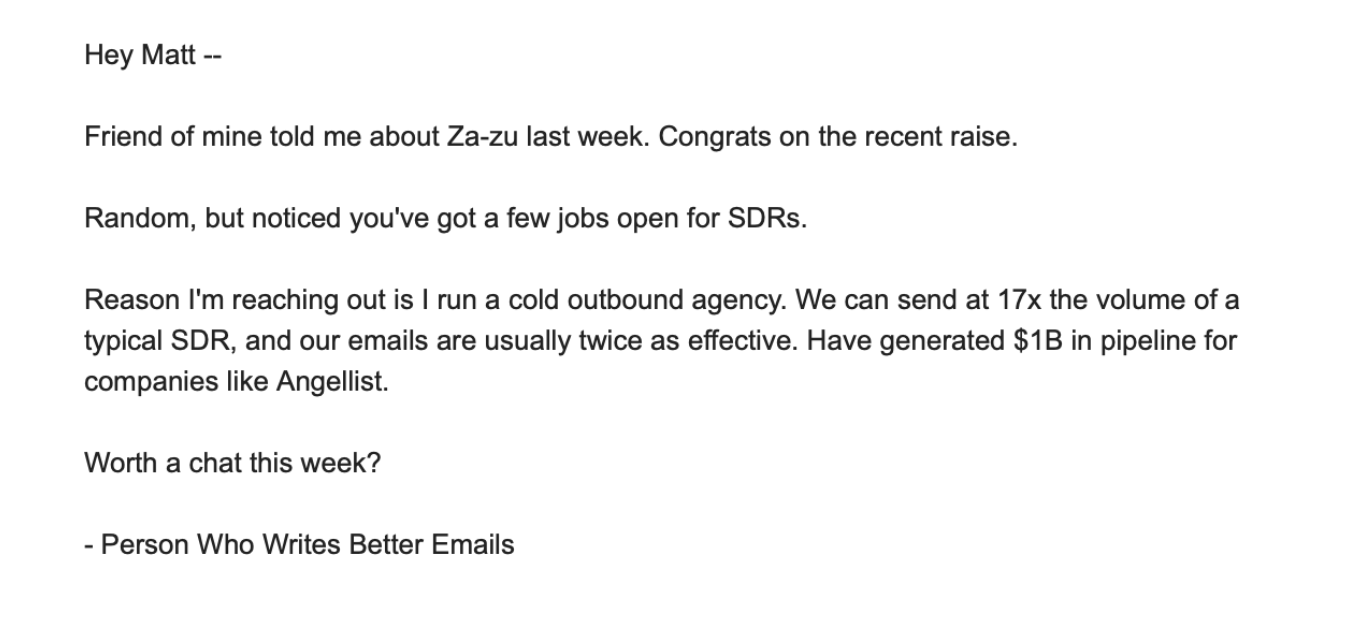 Hey Matt --
Friend of mine told me about Za-zu last week. Congrats on the recent raise.
Random, but noticed you've got a few jobs open for SDRs.
Reason I'm reaching out is I run a cold outbound agency. We can send at 17x the volume of a
typical SDR, and our emails are usually twice as effective. Have generated $1B in pipeline for
companies like Angellist.
Worth a chat this week?
- Person Who Writes Better Emails